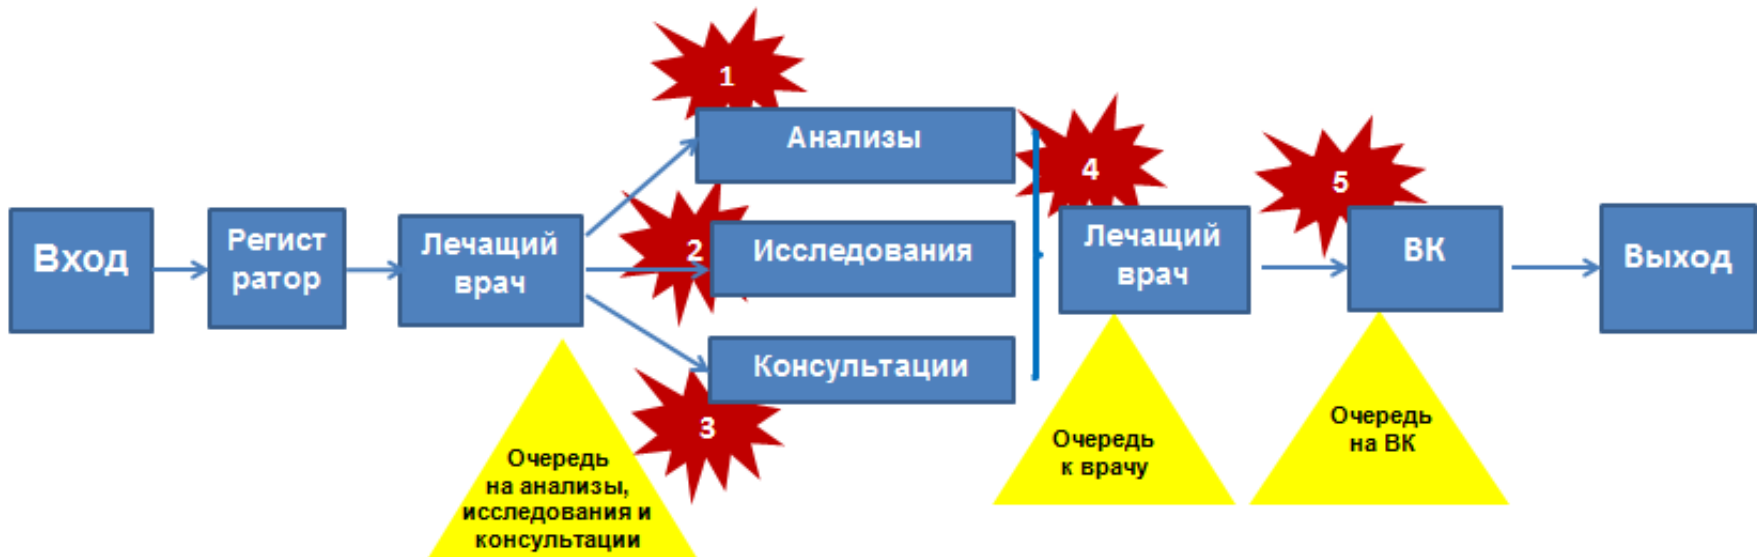 Вход
Регист
ратор
Лечащий
врач
1
Анализы
2
Исследования
3
Консультации
4
Лечащий
врач
5
ВК
Выход
Очередь
на анализы,
исследования и
консультации
Очередь
к врачу
Очередь
на ВК